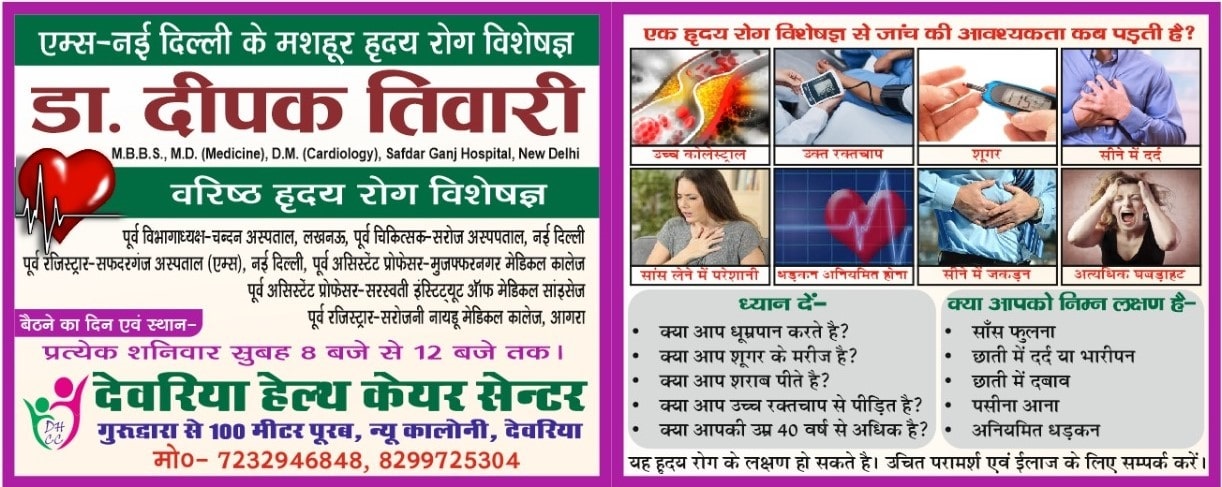 एम्स-नई दिल्ली के मशहूर हृदय रोग विशेषज्ञ
डा. दीपक तिवारी
M.B.B.S., M.D. (Medicine), D.M. (Cardiology), Safdar Ganj Hospital, New Delhi
वरिष्ठ हृदय रोग विशेषज्ञ
पूर्व विभागाध्यक्ष-चब्दन अस्पताल, लखनऊ, पूर्व चिकित्सक-सरोज अस्पपताल, नई दिल्ली
पूर्व रजिस्ट्रार-सफदरगंज अस्पताल (एम्स), नई दिल्ली, पूर्व असिस्टेंट प्रोफेसर-मुजफ्फरनगर मेडिकल कालेज
पूर्व असिस्टेंट प्रोफेसर-सरस्वती इंस्टिट्यूट ऑफ मेडिकल सांइसेज
पूर्व रजिस्ट्रार-सरोजनी नायडू मेडिकल कालेज, आगरा
बैठने का दिन एवं स्थान-
प्रत्येक शनिवार सुबह 8 बजे से 12 बजे तक।
DH
CC
देवरिया हेल्थ केयर सेन्टर
गुरूद्वारा से 100 मीटर पूरब, न्यू कालोनी, देवरिया
मो०- 7232946848, 8299725304
एक हृदय रोग विशेषज्ञ से जांच की आवश्यकता कब पड़ती है?
उच्च कोलेस्ट्राल
उक्त रक्तचाप
शूगर
सीने में दर्द
सांस लेने में परेशानी
धड़कन अनियमित होना
सीने में जकड़न
अत्यधिक घबड़ाहट
ध्यान दें-
• क्या आप धूम्रपान करते है?
• क्या आप शूगर के मरीज है?
• क्या आप शराब पीते है?
• क्या आप उच्च रक्तचाप से पीड़ित है?
• क्या आपकी उम्र 40 वर्ष से अधिक है?
क्या आपको निम्न लक्षण है-
• साँस फुलना
• छाती में दर्द या भारीपन
• छाती में दबाव
• पसीना आना
• अनियमित धड़कन
यह हृदय रोग के लक्षण हो सकते है। उचित परामर्श एवं ईलाज के लिए सम्पर्क करें।